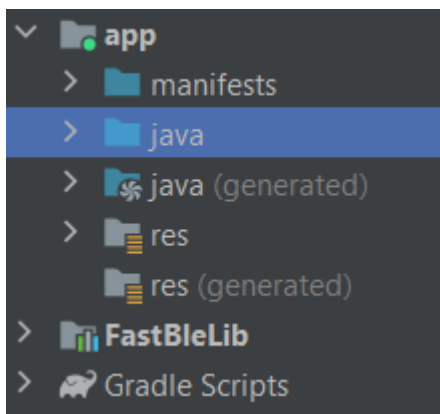 app
manifests
java
java (generated)
res
res (generated)
FastBleLib
Gradle Scripts